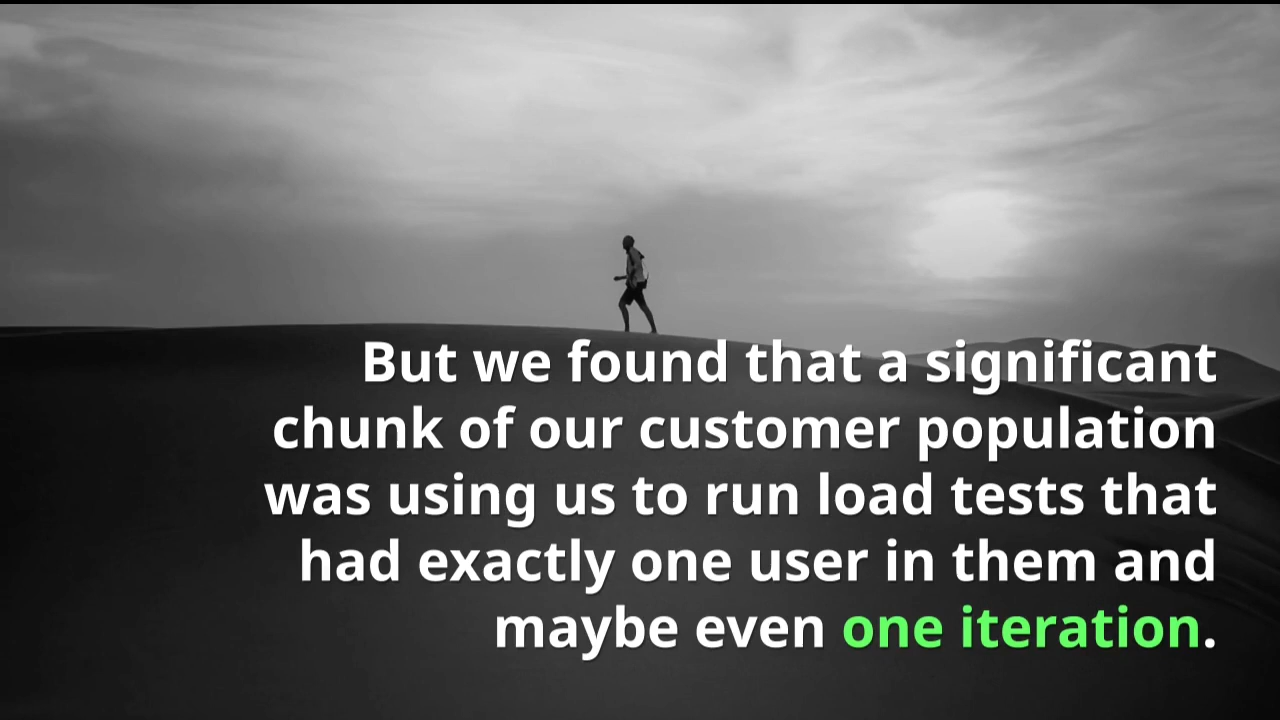 But we found that a significant
chunk of our customer population
was using us to run load tests that
had exactly one user in them and
maybe even one iteration.